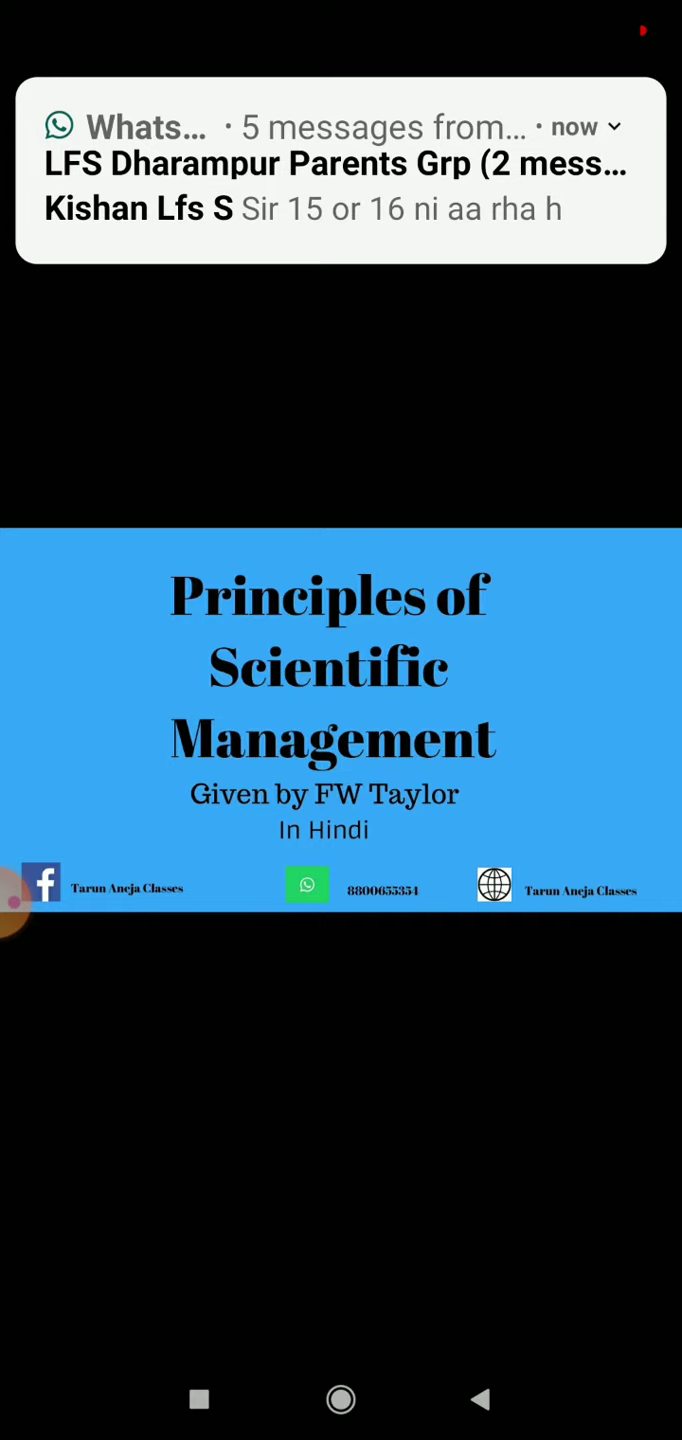 Whats... · 5 messages from... · now
LFS Dharampur Parents Grp (2 mess...
Kishan Lfs S Sir 15 or 16 ni aa rha h
Principles of
Scientific
Management
Given by FW Taylor
In Hindi
Tarun Aneja Classes 8800655354 Tarun Aneja Classes